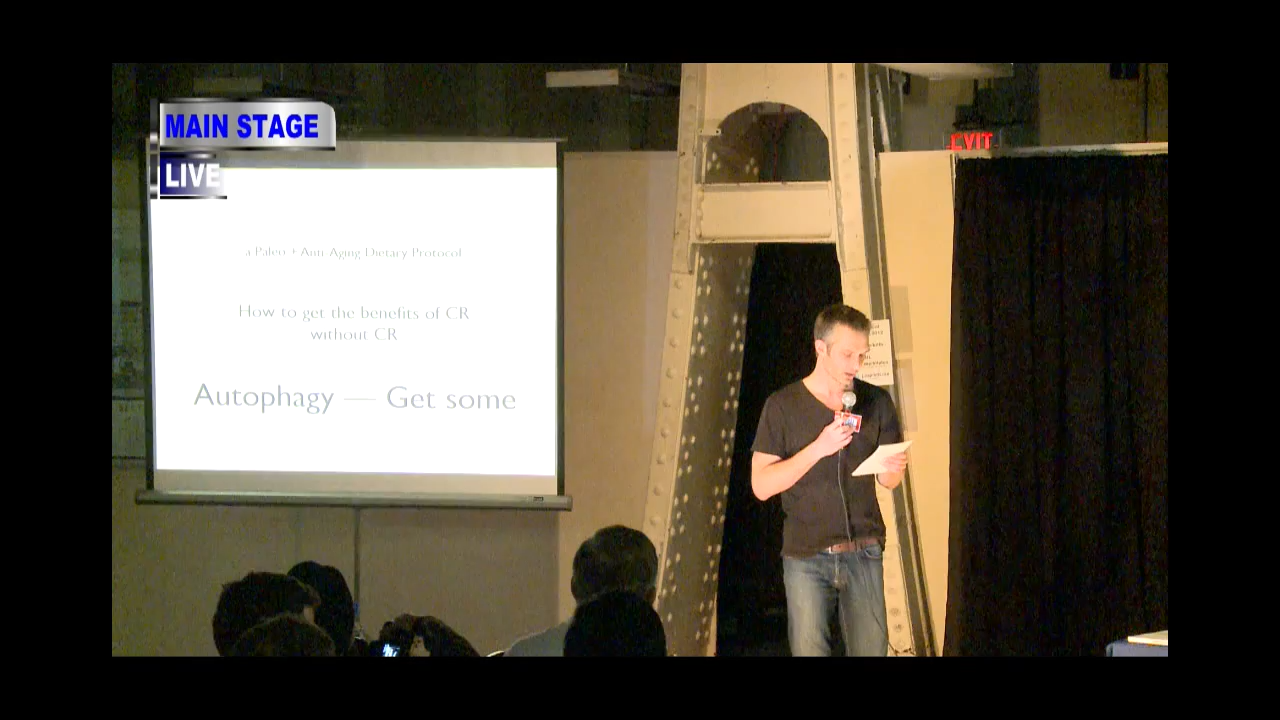 MAIN STAGE
LIVE
EXIT
a Paleo + Anti Aging Dietary Protocol
How to get the benefits of CR
without CR
Autophagy — Get some